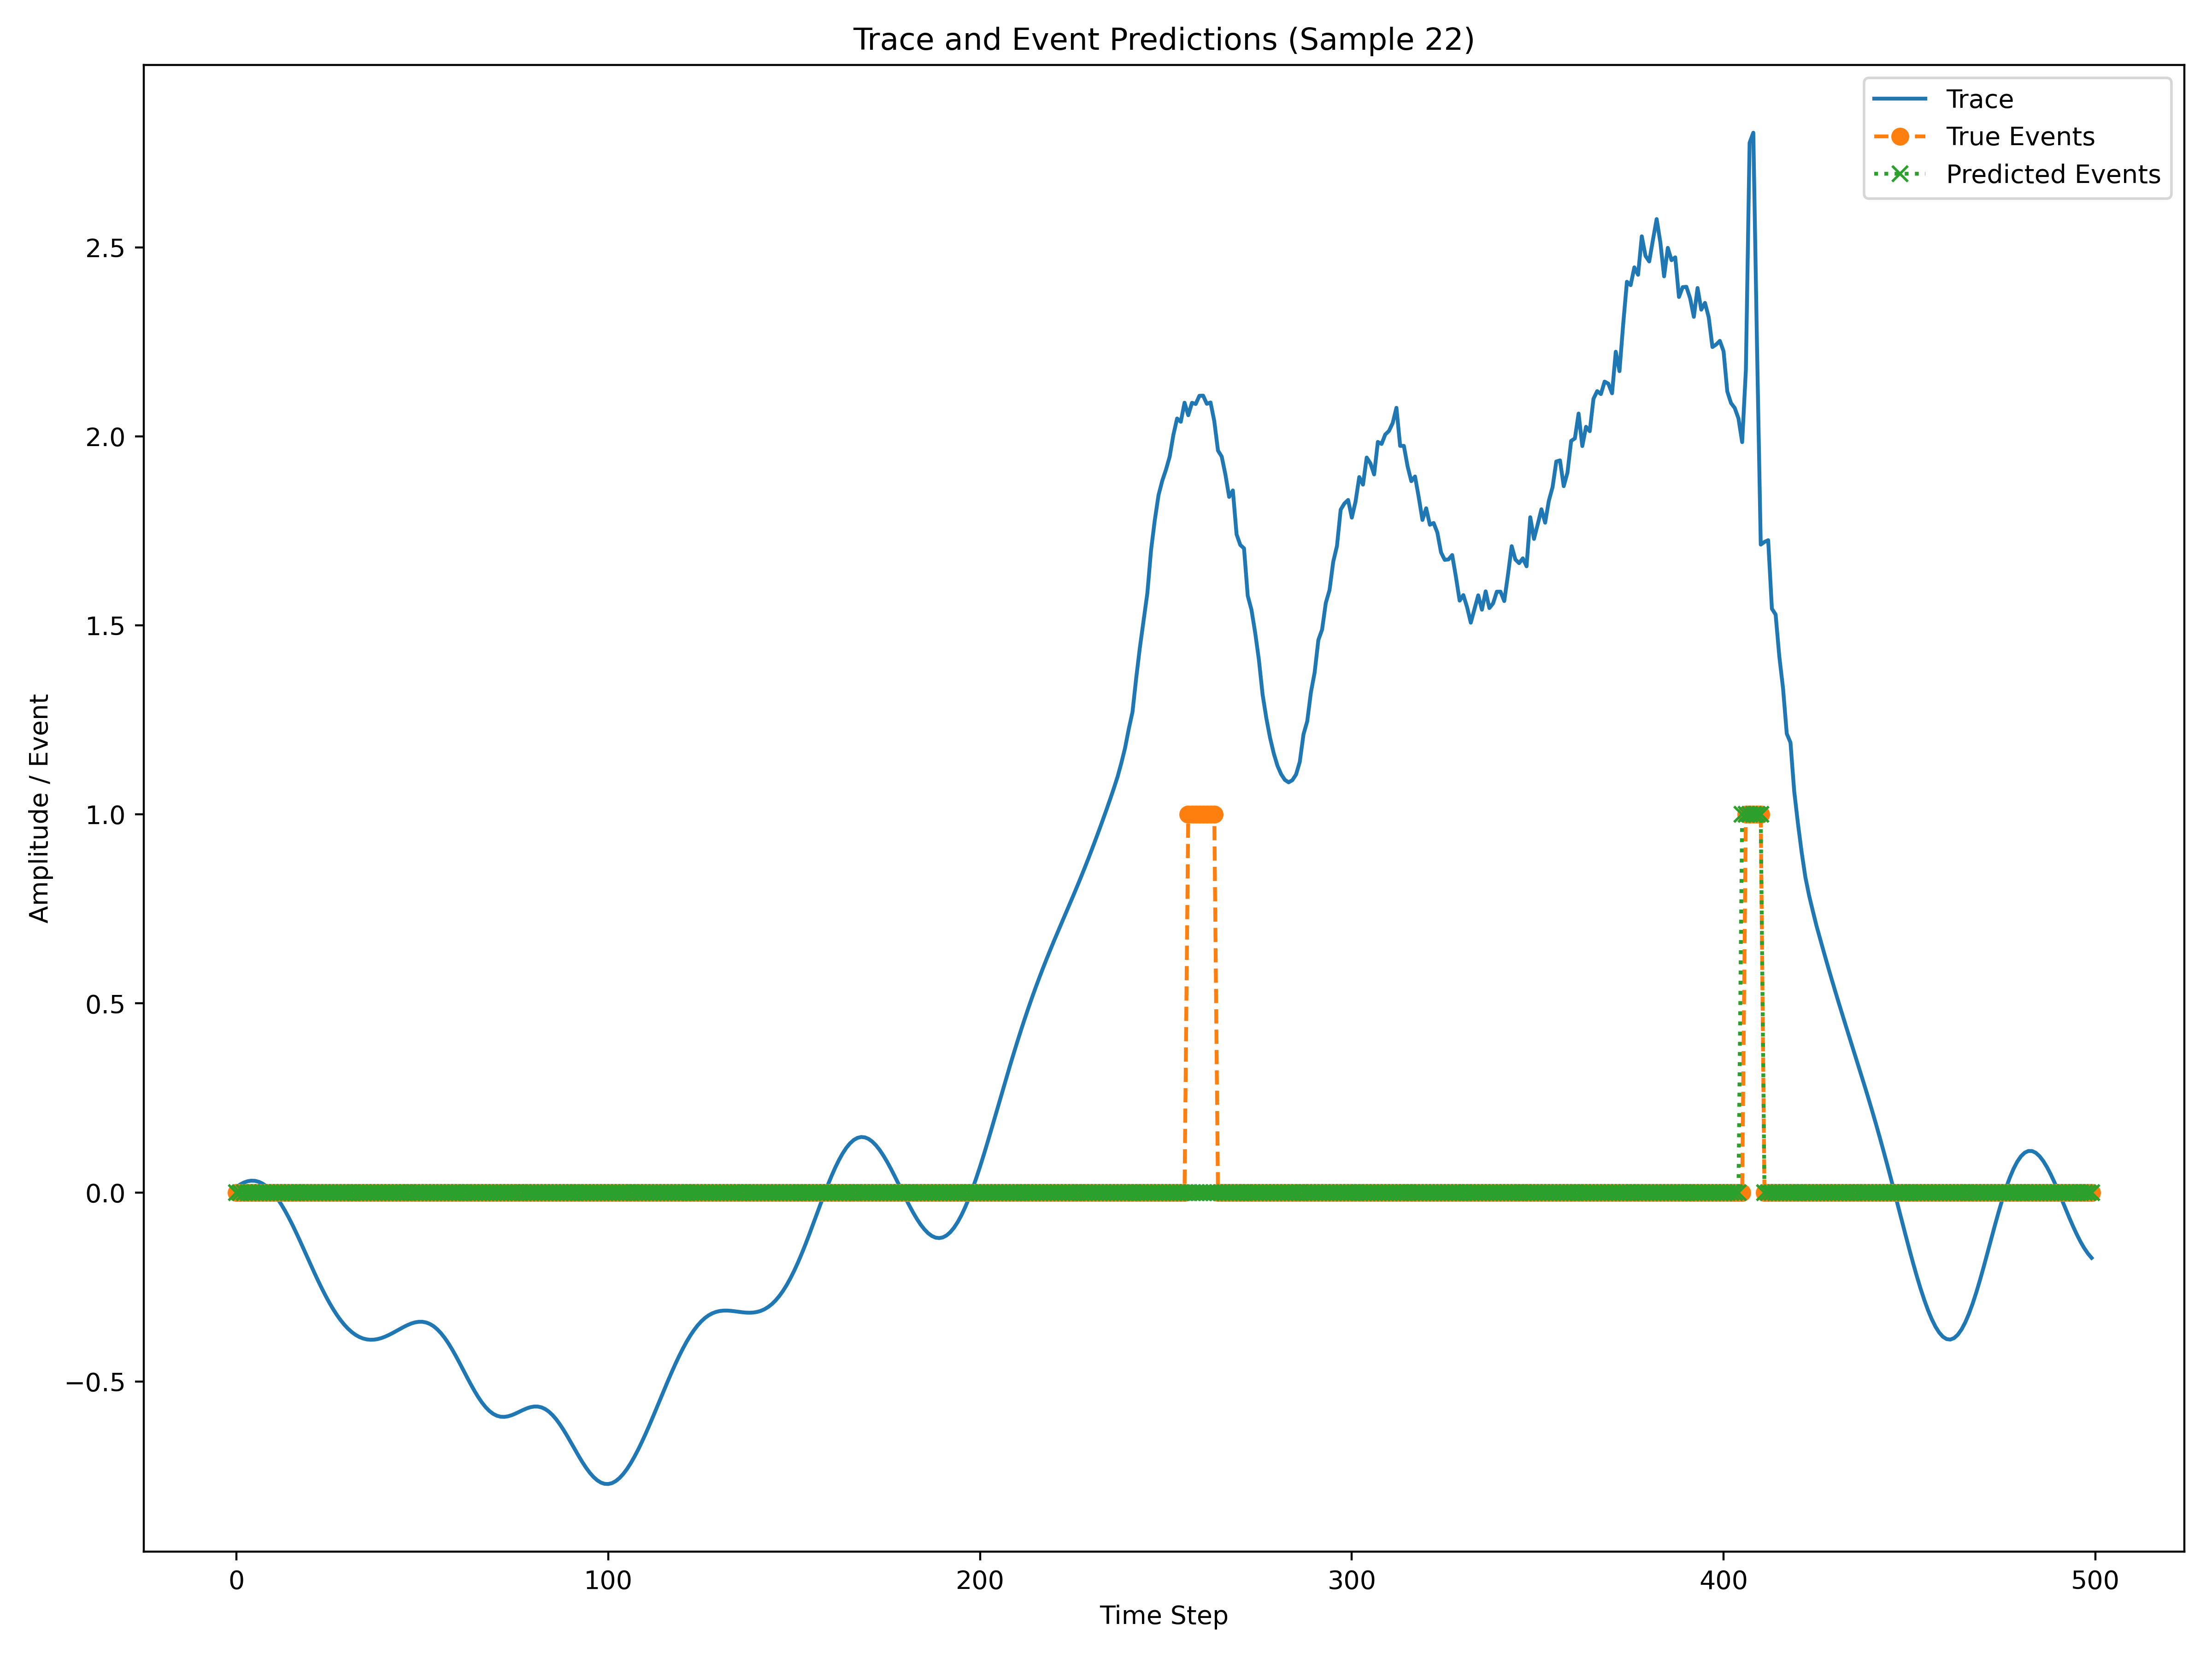 Trace and Event Predictions (Sample 22)
Trace
True Events
Predicted Events
2.5
2.0
1.5
1.0
0.5
0.0
−0.5
Amplitude / Event
0
100
200
300
400
500
Time Step